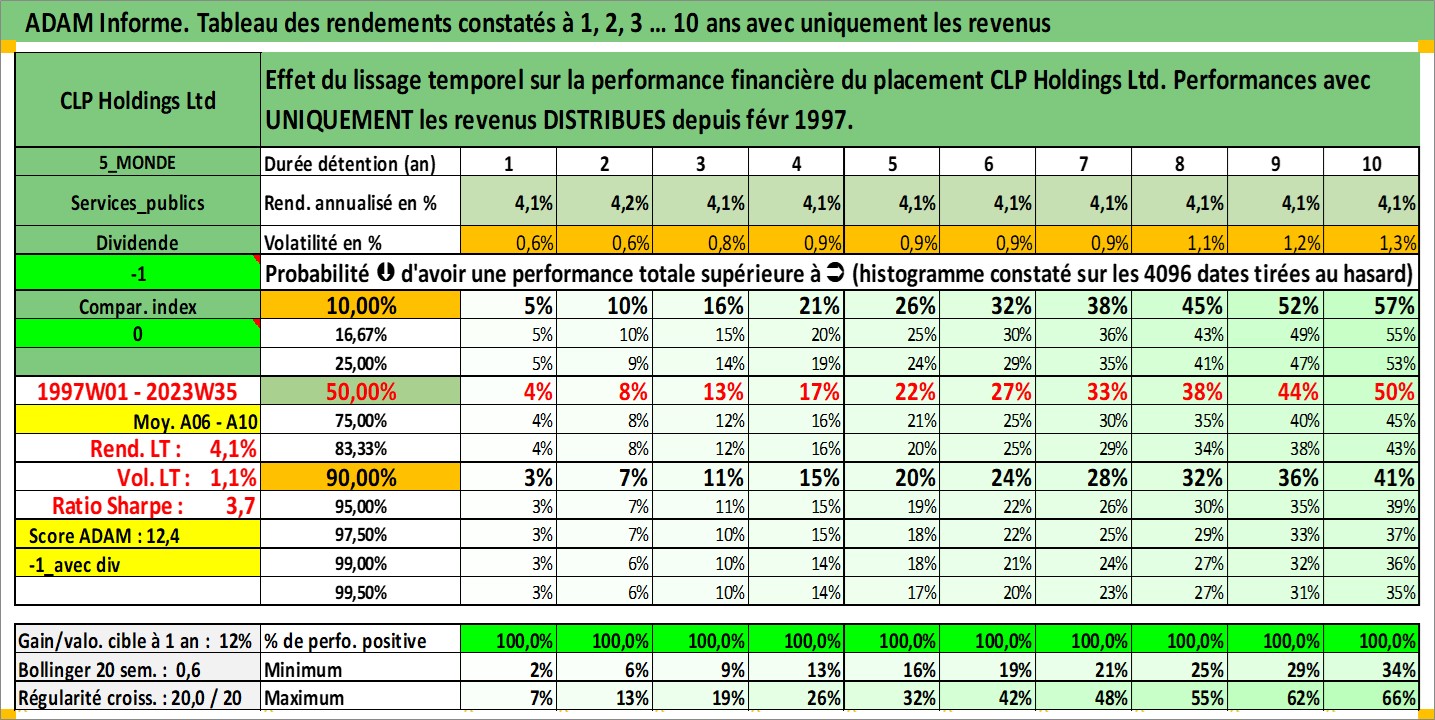 ADAM Informe. Tableau des rendements constatés à 1, 2, 3 ... 10 ans avec uniquement les revenus
CLP Holdings Ltd
Effet du lissage temporel sur la performance financière du placement CLP Holdings Ltd. Performances avec
UNIQUEMENT les revenus DISTRIBUES depuis févr 1997.
5_MONDE Durée détention (an) 1 2 3 4 5 6 7 8 9 10
Services_publics Rend. annualisé en % 4,1% 4,2% 4,1% 4,1% 4,1% 4,1% 4,1% 4,1% 4,1% 4,1%
Dividende Volatilité en % 0,6% 0,6% 0,8% 0,9% 0,9% 0,9% 0,9% 1,1% 1,2% 1,3%
-1 Probabilité ⮋ d'avoir une performance totale supérieure à ⮊ (histogramme constaté sur les 4096 dates tirées au hasard)
Compar. index 10,00% 5% 10% 16% 21% 26% 32% 38% 45% 52% 57%
0 16,67% 5% 10% 15% 20% 25% 30% 36% 43% 49% 55%
25,00% 5% 9% 14% 19% 24% 29% 35% 41% 47% 53%
1997W01 - 2023W35 50,00% 4% 8% 13% 17% 22% 27% 33% 38% 44% 50%
Moy. A06 - A10 75,00% 4% 8% 12% 16% 21% 25% 30% 35% 40% 45%
Rend. LT : 4,1% 83,33% 4% 8% 12% 16% 20% 25% 29% 34% 38% 43%
Vol. LT : 1,1% 90,00% 3% 7% 11% 15% 20% 24% 28% 32% 36% 41%
Ratio Sharpe : 3,7 95,00% 3% 7% 11% 15% 19% 22% 26% 30% 35% 39%
Score ADAM : 12,4 97,50% 3% 7% 10% 15% 18% 22% 25% 29% 33% 37%
-1_avec div 99,00% 3% 6% 10% 14% 18% 21% 24% 27% 32% 36%
99,50% 3% 6% 10% 14% 17% 20% 23% 27% 31% 35%
Gain/valo. cible à 1 an : 12% % de perfo. positive 100,0% 100,0% 100,0% 100,0% 100,0% 100,0% 100,0% 100,0% 100,0% 100,0%
Bollinger 20 sem. : 0,6 Minimum 2% 6% 9% 13% 16% 19% 21% 25% 29% 34%
Régularité croiss. : 20,0 / 20 Maximum 7% 13% 19% 26% 32% 42% 48% 55% 62% 66%